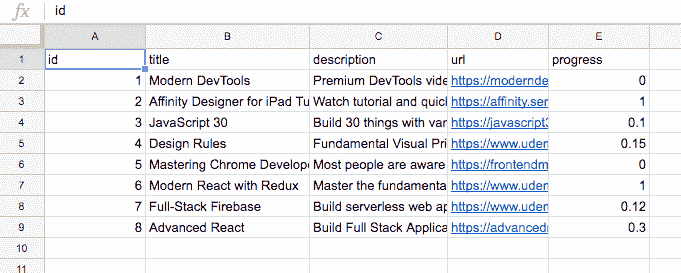 fx id
A B C D E
1 id title description url progress
2 1 Modern DevTools Premium DevTools vide https://modernde 0
3 2 Affinity Designer for iPad Tu Watch tutorial and quick https://affinity.ser 1
4 3 JavaScript 30 Build 30 things with van https://javascript3 0.1
5 4 Design Rules Fundamental Visual Pri https://www.uden 0.15
6 5 Mastering Chrome Develope Most people are aware https://frontendm 0
7 6 Modern React with Redux Master the fundamenta https://www.uden 1
8 7 Full-Stack Firebase Build serverless web ap https://www.uden 0.12
9 8 Advanced React Build Full Stack Applica https://advancedr 0.3
10
11